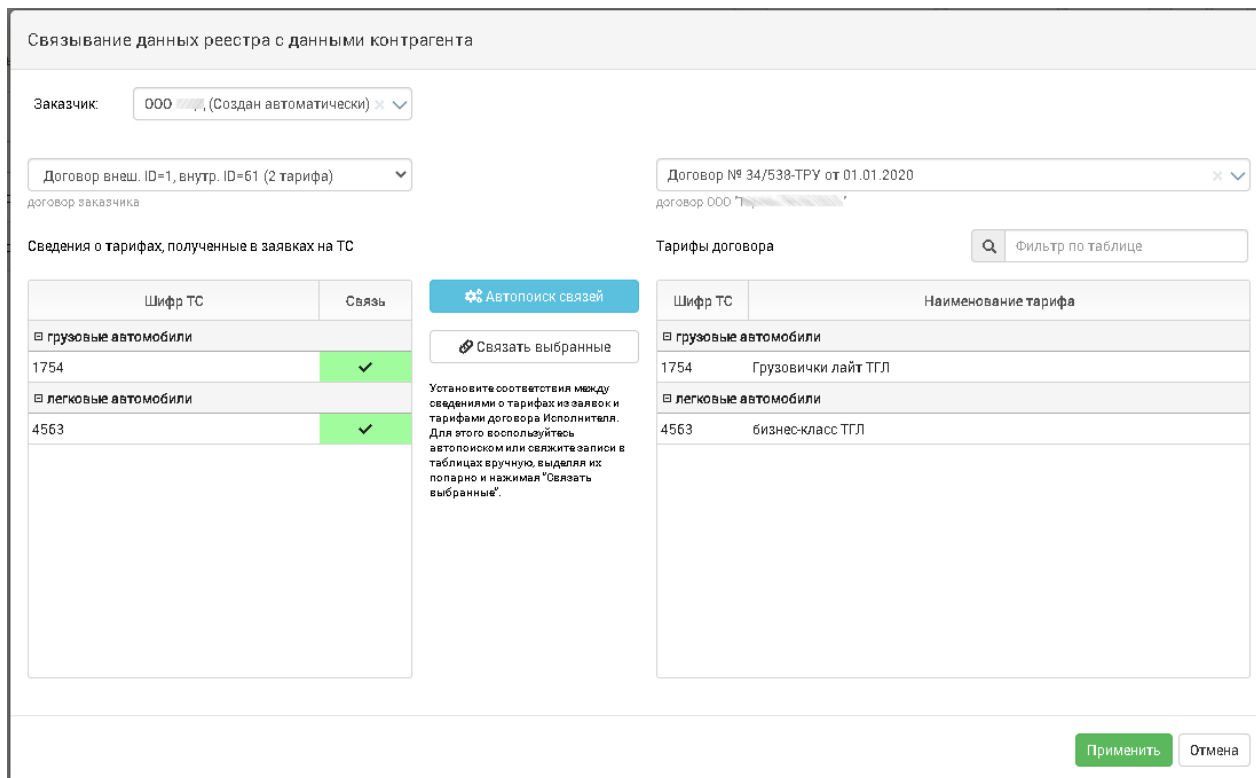 Связывание данных реестра с данными контрагента
Заказчик:
ООО (Создан автоматически)
Договор внеш. ID=1, внутр. ID=61 (2 тарифа)
договор заказчика
Договор № 34/538-ТРУ от 01.01.2020
договор ООО
Сведения о тарифах, полученные в заявках на ТС
Тарифы договора
Фильтр по таблице
Шифр ТС
Связь
грузовые автомобили
1754
легковые автомобили
4563
Автопоиск связей
Связать выбранные
Установите соответствия между
сведениями о тарифах из заявок и
тарифами договора Исполнителя.
Для этого воспользуйтесь
автопоиском или свяжите записи в
таблицах вручную, выделяя их
попарно и нажимая "Связать
выбранные".
Шифр ТС
Наименование тарифа
грузовые автомобили
1754 Грузовички лайт ТГЛ
легковые автомобили
4563 бизнес-класс ТГЛ
Применить
Отмена